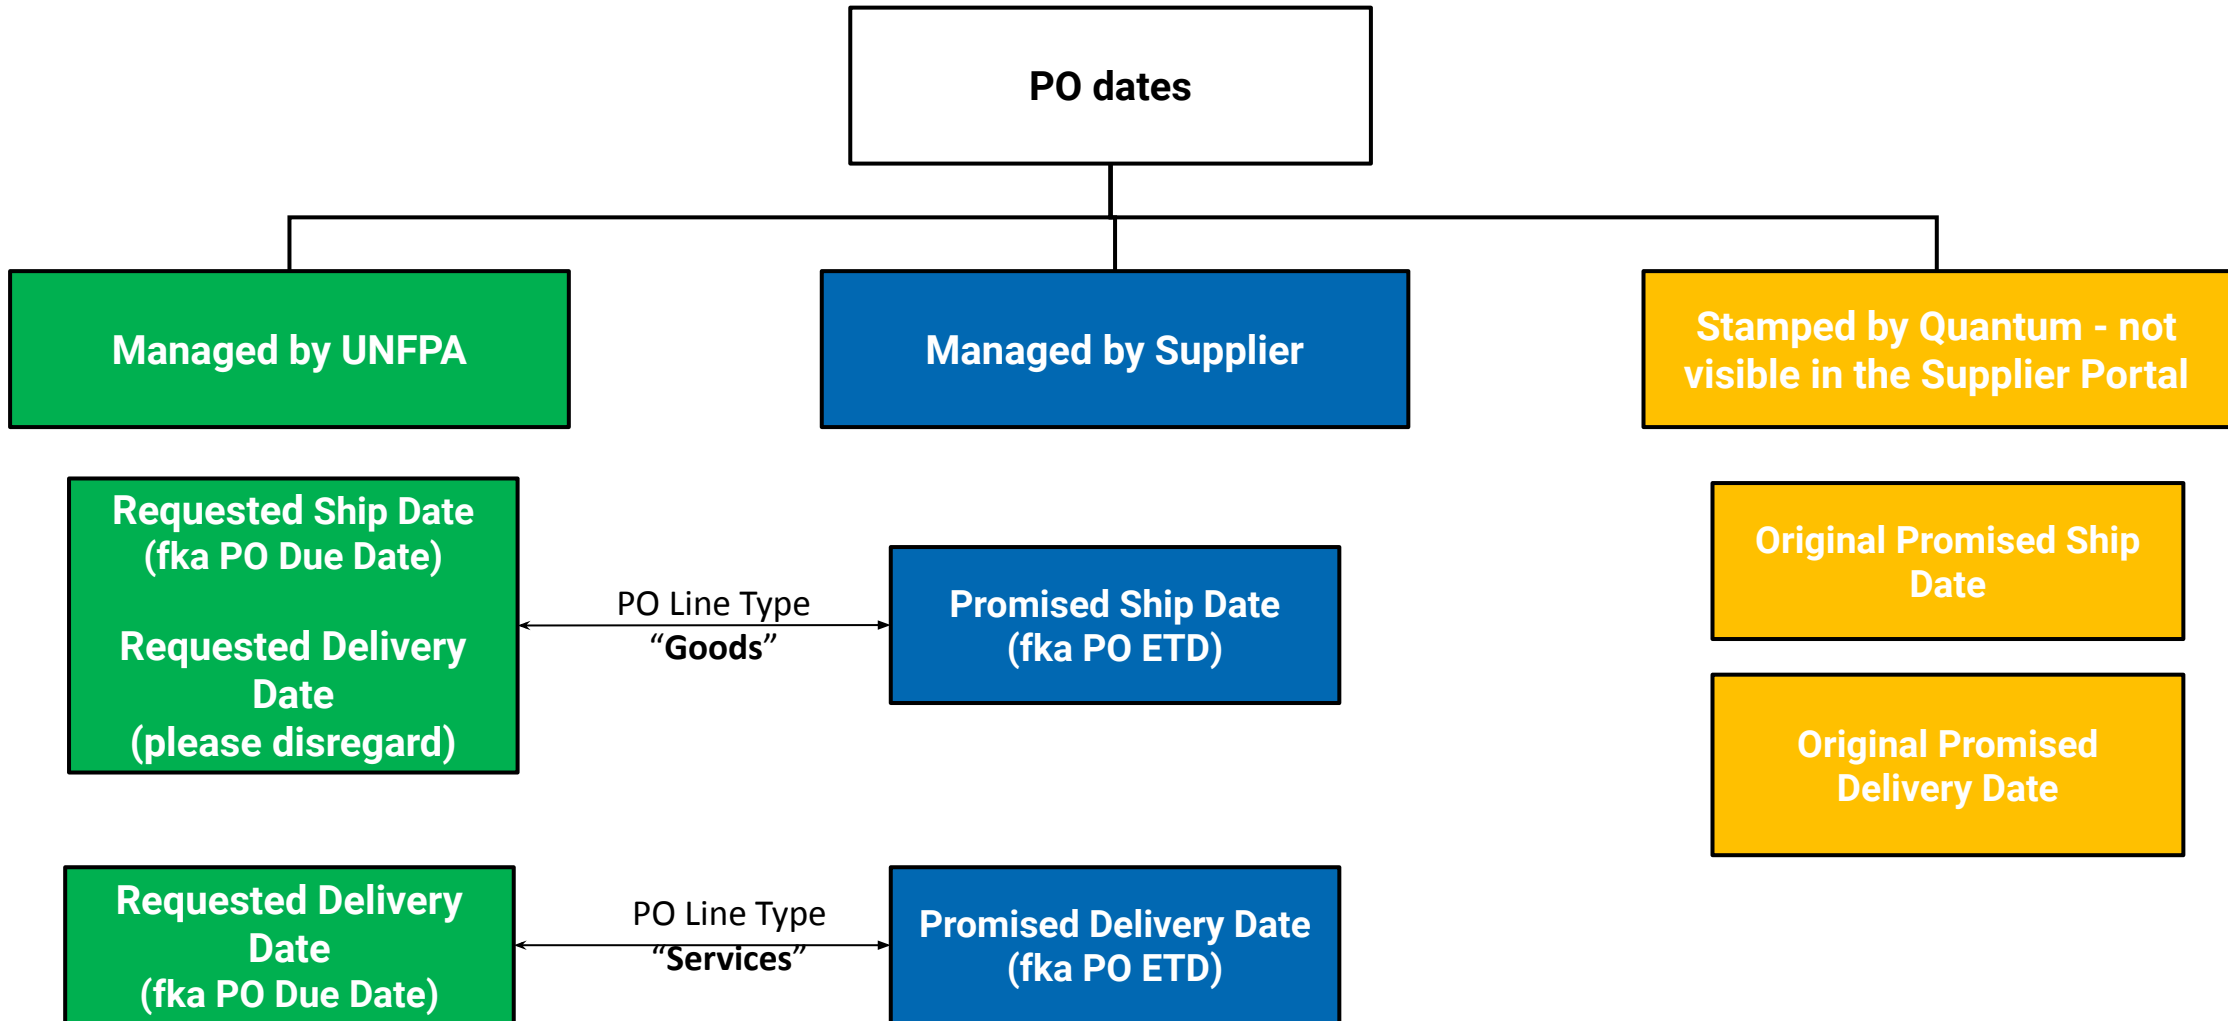 PO dates
Managed by UNFPA
Managed by Supplier
Stamped by Quantum - not
visible in the Supplier Portal
Requested Ship Date
(fka PO Due Date)
Requested Delivery
Date
(please disregard)
PO Line Type
“Goods”
Promised Ship Date
(fka PO ETD)
Original Promised Ship
Date
Original Promised
Delivery Date
Requested Delivery
Date
(fka PO Due Date)
PO Line Type
“Services”
Promised Delivery Date
(fka PO ETD)